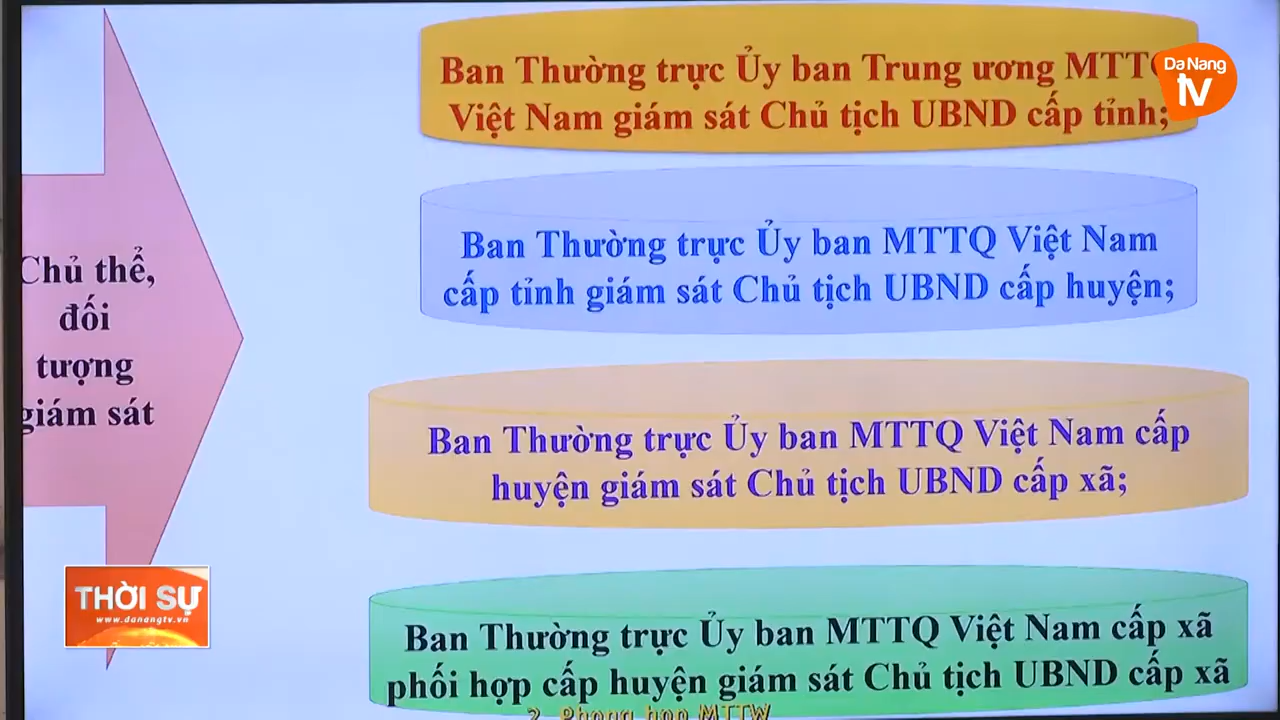 Ban Thường trực Ủy ban Trung ương
Việt Nam giám sát Chủ tịch UBND cấp tỉnh;
Da Nang
tv
Ban Thường trực Ủy ban MTTQ Việt Nam
cấp tỉnh giám sát Chủ tịch UBND cấp huyện;
Chủ thể,
đối
tượng
giám sát
Ban Thường trực Ủy ban MTTQ Việt Nam cấp
huyện giám sát Chủ tịch UBND cấp xã;
THỜI SỰ
www.danangtv.vn
Ban Thường trực Ủy ban MTTQ Việt Nam cấp xã
phối hợp cấp huyện giám sát Chủ tịch UBND cấp xã
2. Phong hop MTTW